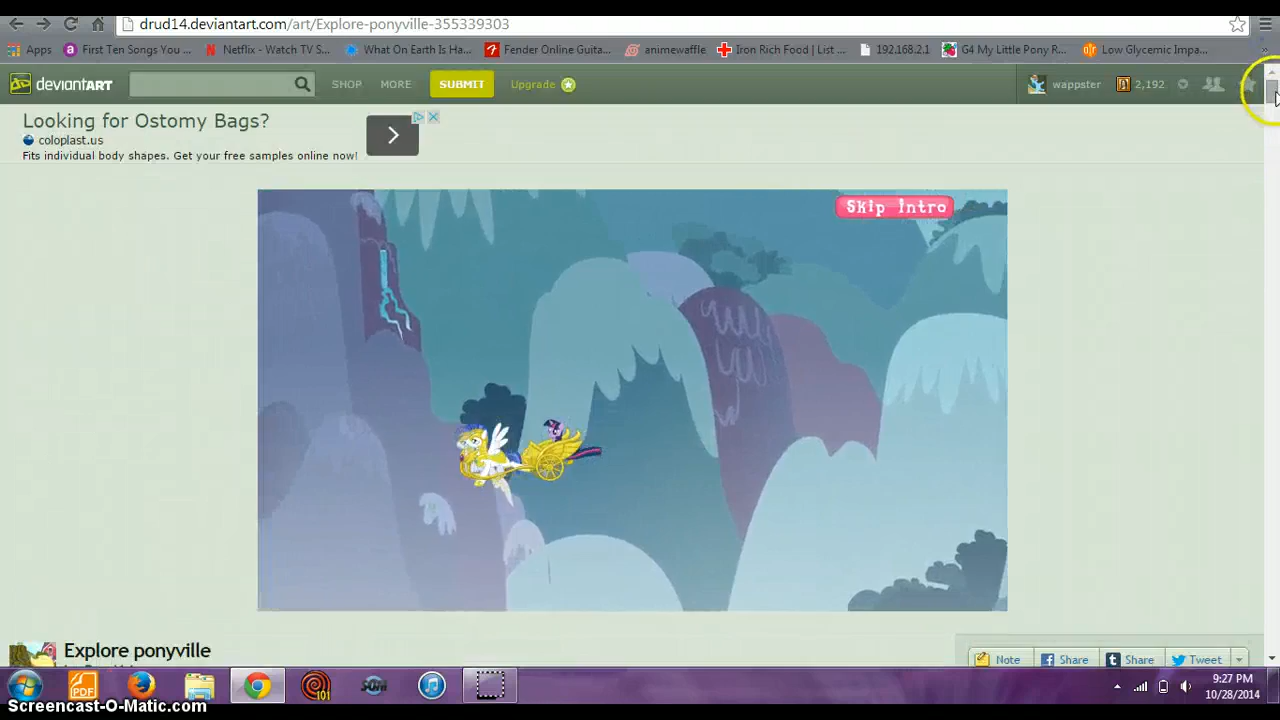 drud14.deviantart.com/art/Explore-ponyville-355339303
Apps First Ten Songs You ... Netflix - Watch TV S... What On Earth Is Ha... Fender Online Guita... animewaffle Iron Rich Food | List ... 192.168.2.1 G4 My Little Pony R... Low Glycemic Impa... »
deviantART SHOP MORE SUBMIT Upgrade wappster 2,192
Looking for Ostomy Bags?
coloplast.us
Fits individual body shapes. Get your free samples online now!
Skip Intro
Explore ponyville
Note Share Share Tweet
PDF 101
9:27 PM
10/28/2014
Screencast-O-Matic.com